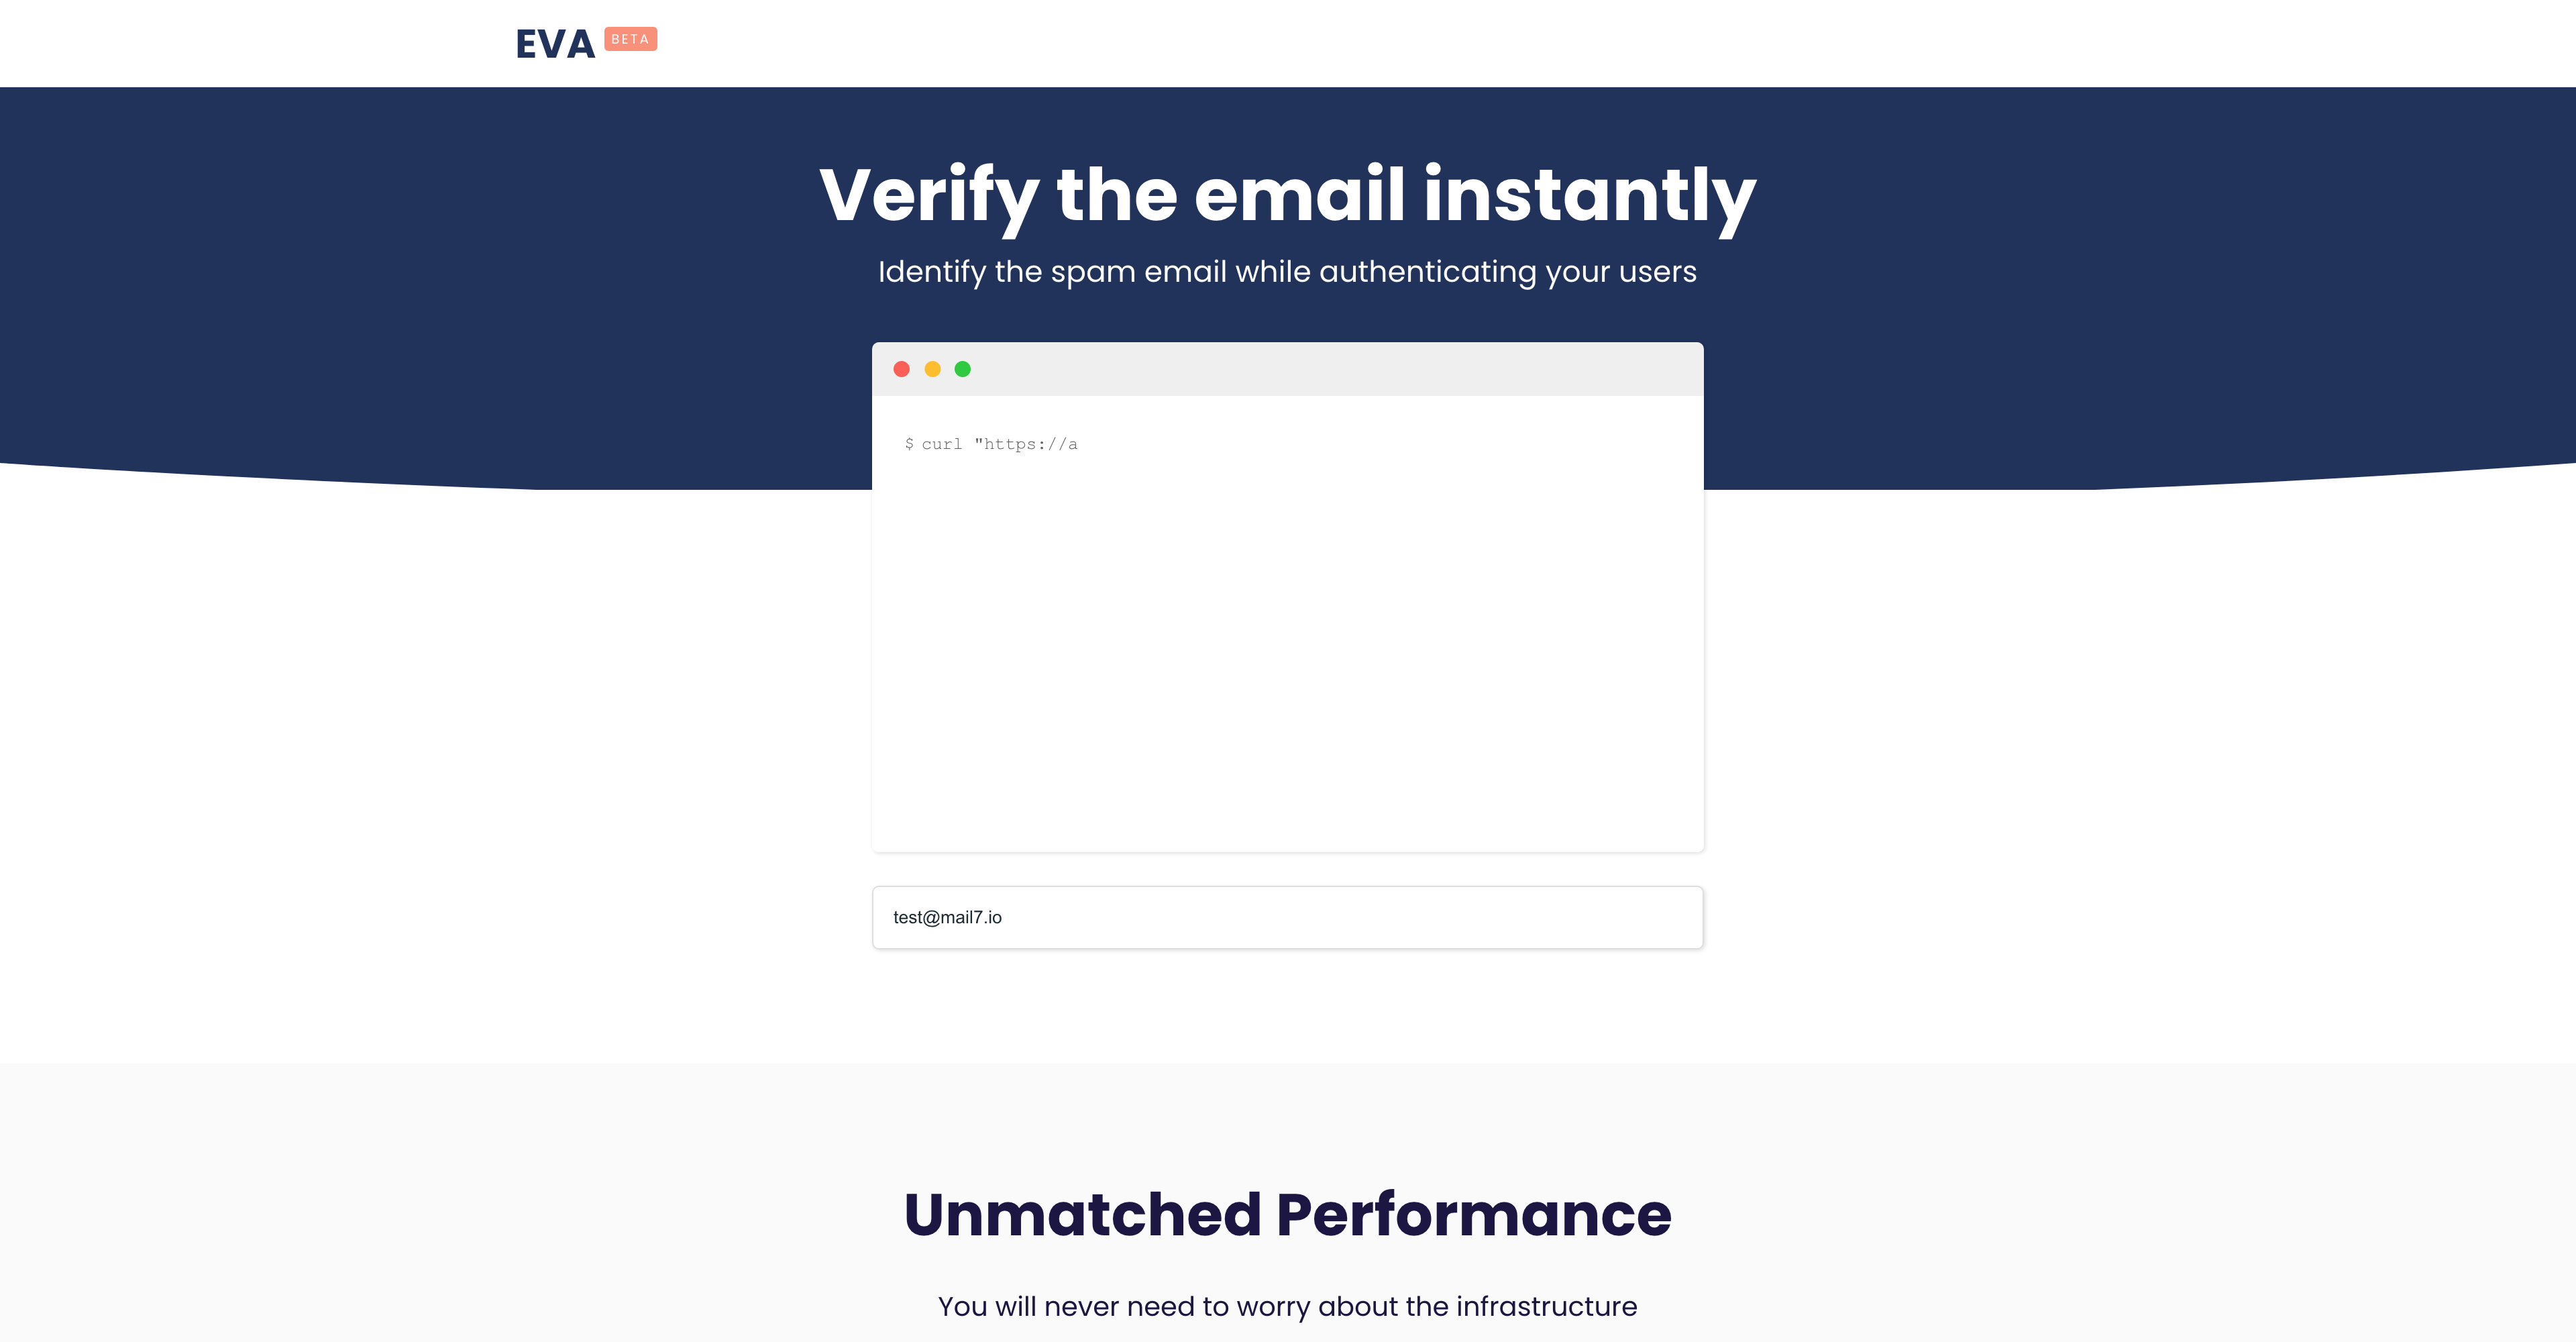 EVA BETA
Verify the email instantly
Identify the spam email while authenticating your users
$ curl "https://a
test@mail7.io
Unmatched Performance
You will never need to worry about the infrastructure